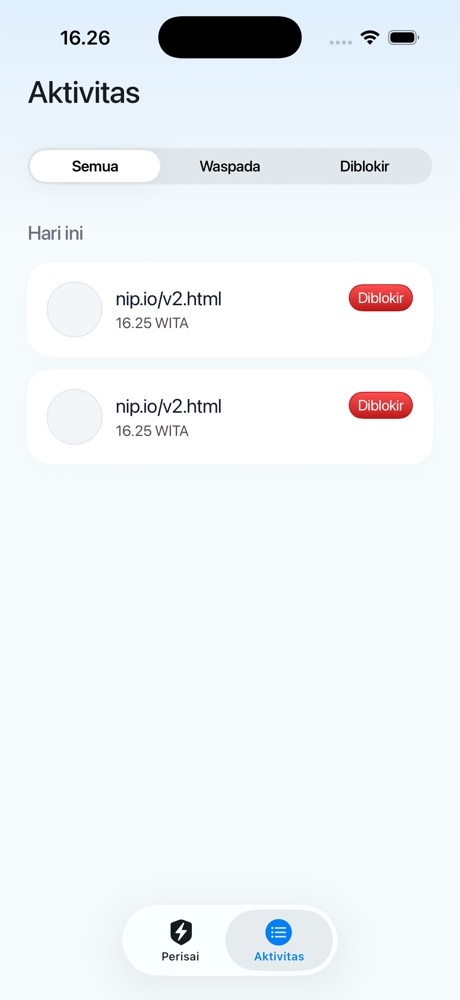 16.26
Aktivitas
Semua
Waspada
Diblokir
Hari ini
nip.io/v2.html
Diblokir
16.25 WITA
nip.io/v2.html
Diblokir
16.25 WITA
Perisai
Aktivitas